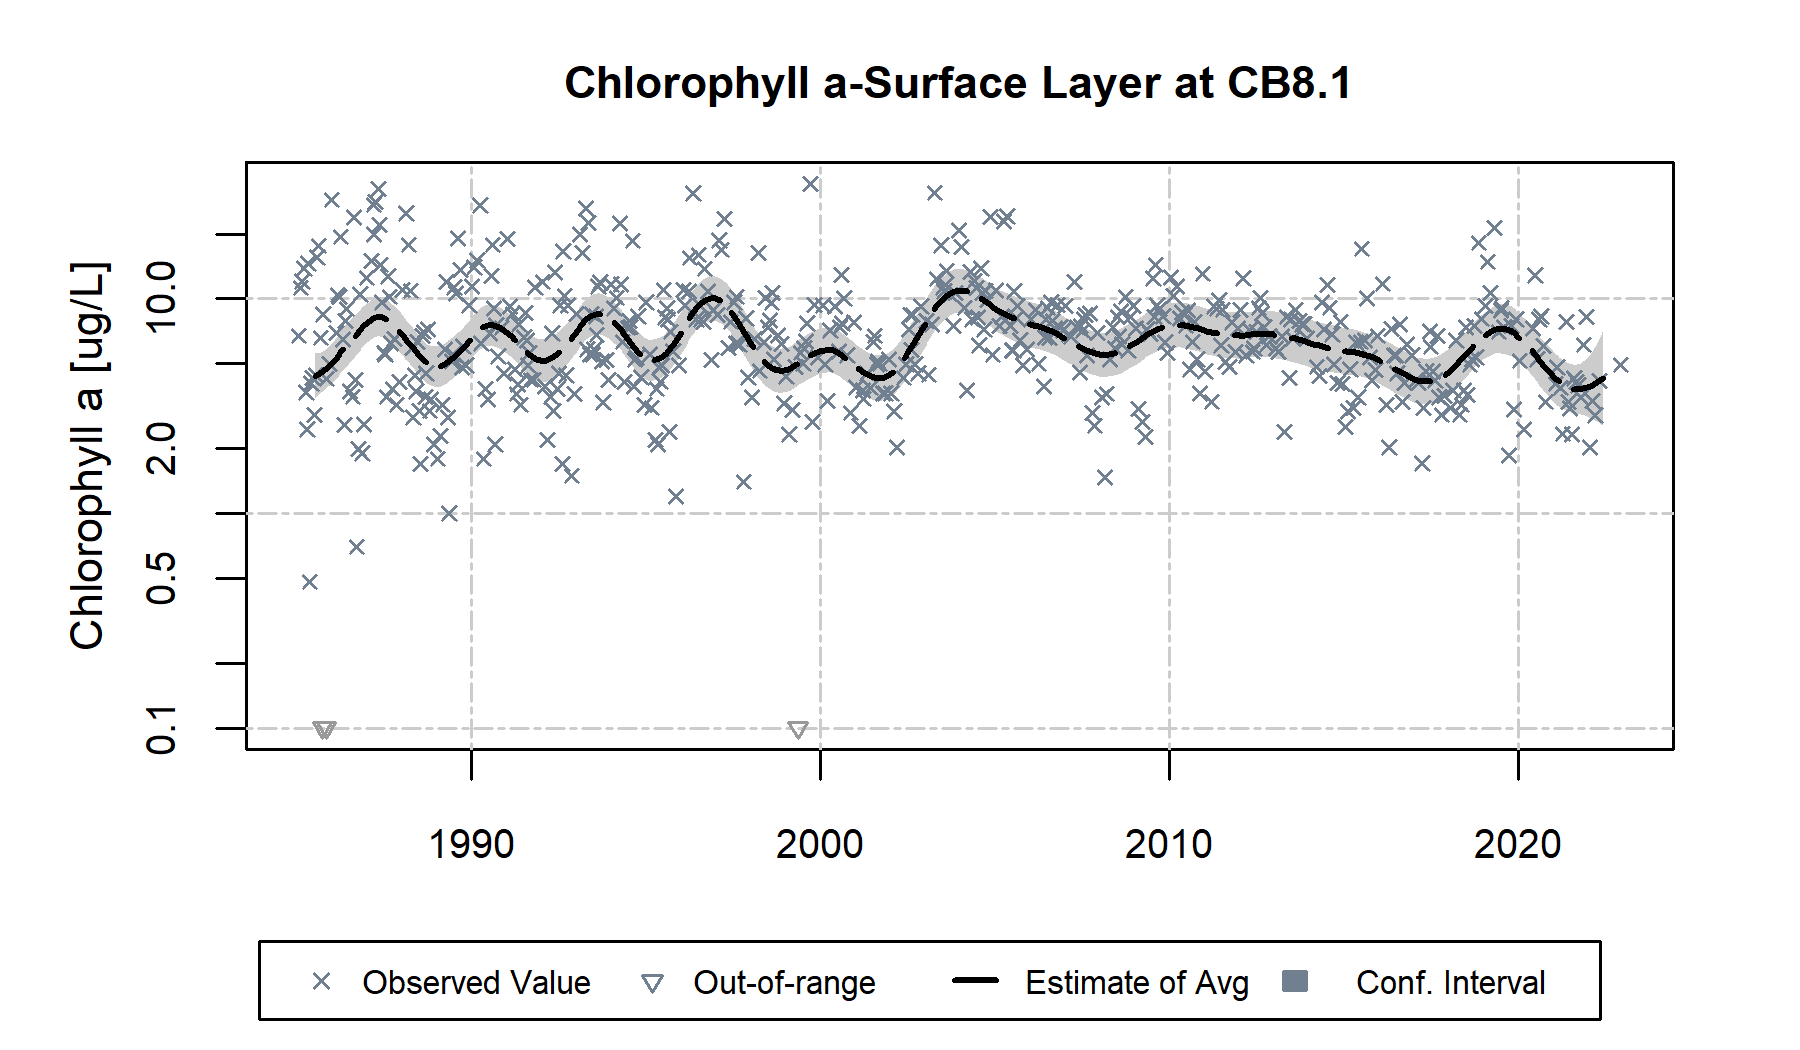 Chlorophyll a-Surface Layer at CB8.1
Chlorophyll a [ug/L]
10.0
2.0
0.5
0.1
1990 2000 2010 2020
Observed Value Out-of-range Estimate of Avg Conf. Interval